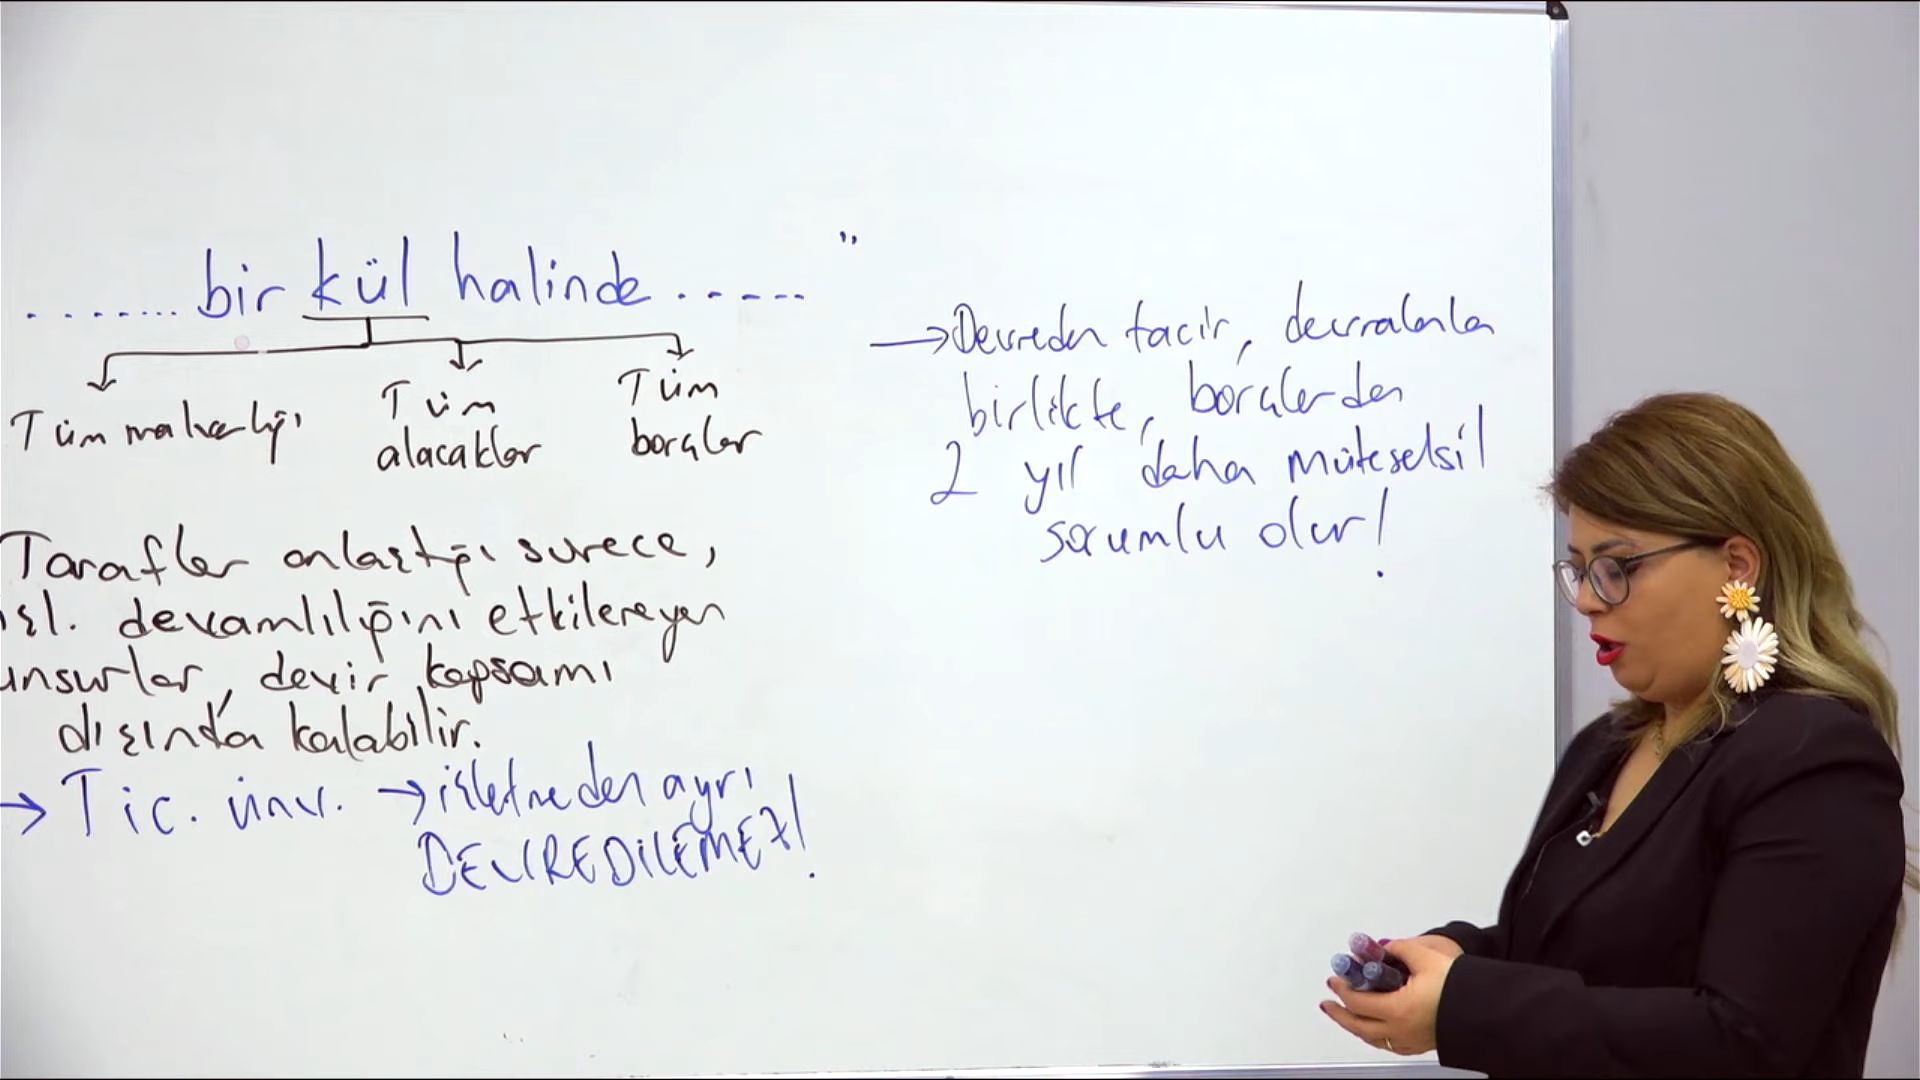 ........ bir kül halinde ..... "
Tüm malvarlığı
Tüm
alacaklar
Tüm
borçlar
Taraflar anlaştığı sürece,
işl. devamlılığını etkilemeyen
unsurlar, devir kapsamı
dışında kalabilir.
→ Tic. ünv. → işletmeden ayrı
DEVREDİLEMEZ!
→ Devreden tacir, devralanla
birlikte, borçlardan
2 yıl daha müteselsil
sorumlu olur!